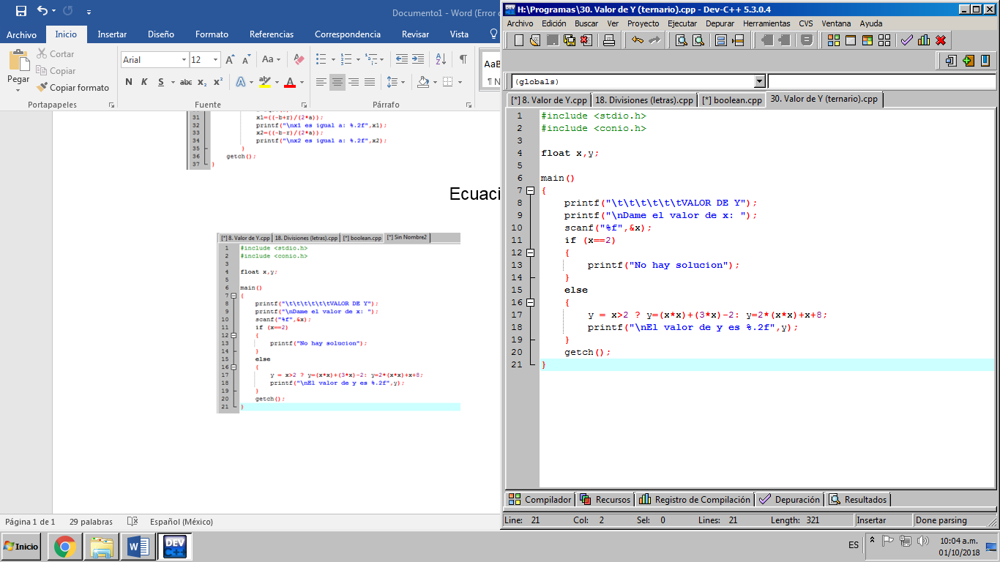 Documento1 - Word (Error d
Archivo Inicio Insertar Diseño Formato Referencias Correspondencia Revisar Vista
Pegar
Cortar
Copiar
Copiar formato
Portapapeles
Arial 12
Aa
N K S abc x₂ x²
Fuente
Párrafo
AaB
¶ N
31 x1=((-b+r)/(2*a));
32 printf("\nx1 es igual a: %.2f",x1);
33 x2=((-b-r)/(2*a));
34 printf("\nx2 es igual a: %.2f",x2);
35 }
36 getch();
37 }
Ecuaci
[*] 8. Valor de Y.cpp 18. Divisiones (letras).cpp [*] boolean.cpp [*] Sin Nombre2
1 #include <stdio.h>
2 #include <conio.h>
3
4 float x,y;
5
6 main()
7 {
8 printf("\t\t\t\t\t\tVALOR DE Y");
9 printf("\nDame el valor de x: ");
10 scanf("%f",&x);
11 if (x==2)
12 {
13 printf("No hay solucion");
14 }
15 else
16 {
17 y = x>2 ? y=(x*x)+(3*x)-2: y=2*(x*x)+x+8;
18 printf("\nEl valor de y es %.2f",y);
19 }
20 getch();
21 }
Página 1 de 1 29 palabras Español (México)
H:\Programas\30. Valor de Y (ternario).cpp - Dev-C++ 5.3.0.4
Archivo Edición Buscar Ver Proyecto Ejecutar Depurar Herramientas CVS Ventana Ayuda
(globals)
[*] 8. Valor de Y.cpp 18. Divisiones (letras).cpp [*] boolean.cpp 30. Valor de Y (ternario).cpp
1 #include <stdio.h>
2 #include <conio.h>
3
4 float x,y;
5
6 main()
7 {
8 printf("\t\t\t\t\t\tVALOR DE Y");
9 printf("\nDame el valor de x: ");
10 scanf("%f",&x);
11 if (x==2)
12 {
13 printf("No hay solucion");
14 }
15 else
16 {
17 y = x>2 ? y=(x*x)+(3*x)-2: y=2*(x*x)+x+8;
18 printf("\nEl valor de y es %.2f",y);
19 }
20 getch();
21 }
Compilador Recursos Registro de Compilación Depuración Resultados
Line: 21 Col: 2 Sel: 0 Lines: 21 Length: 321 Insertar Done parsing
Inicio
DEV C++
ES
10:04 a.m.
01/10/2018